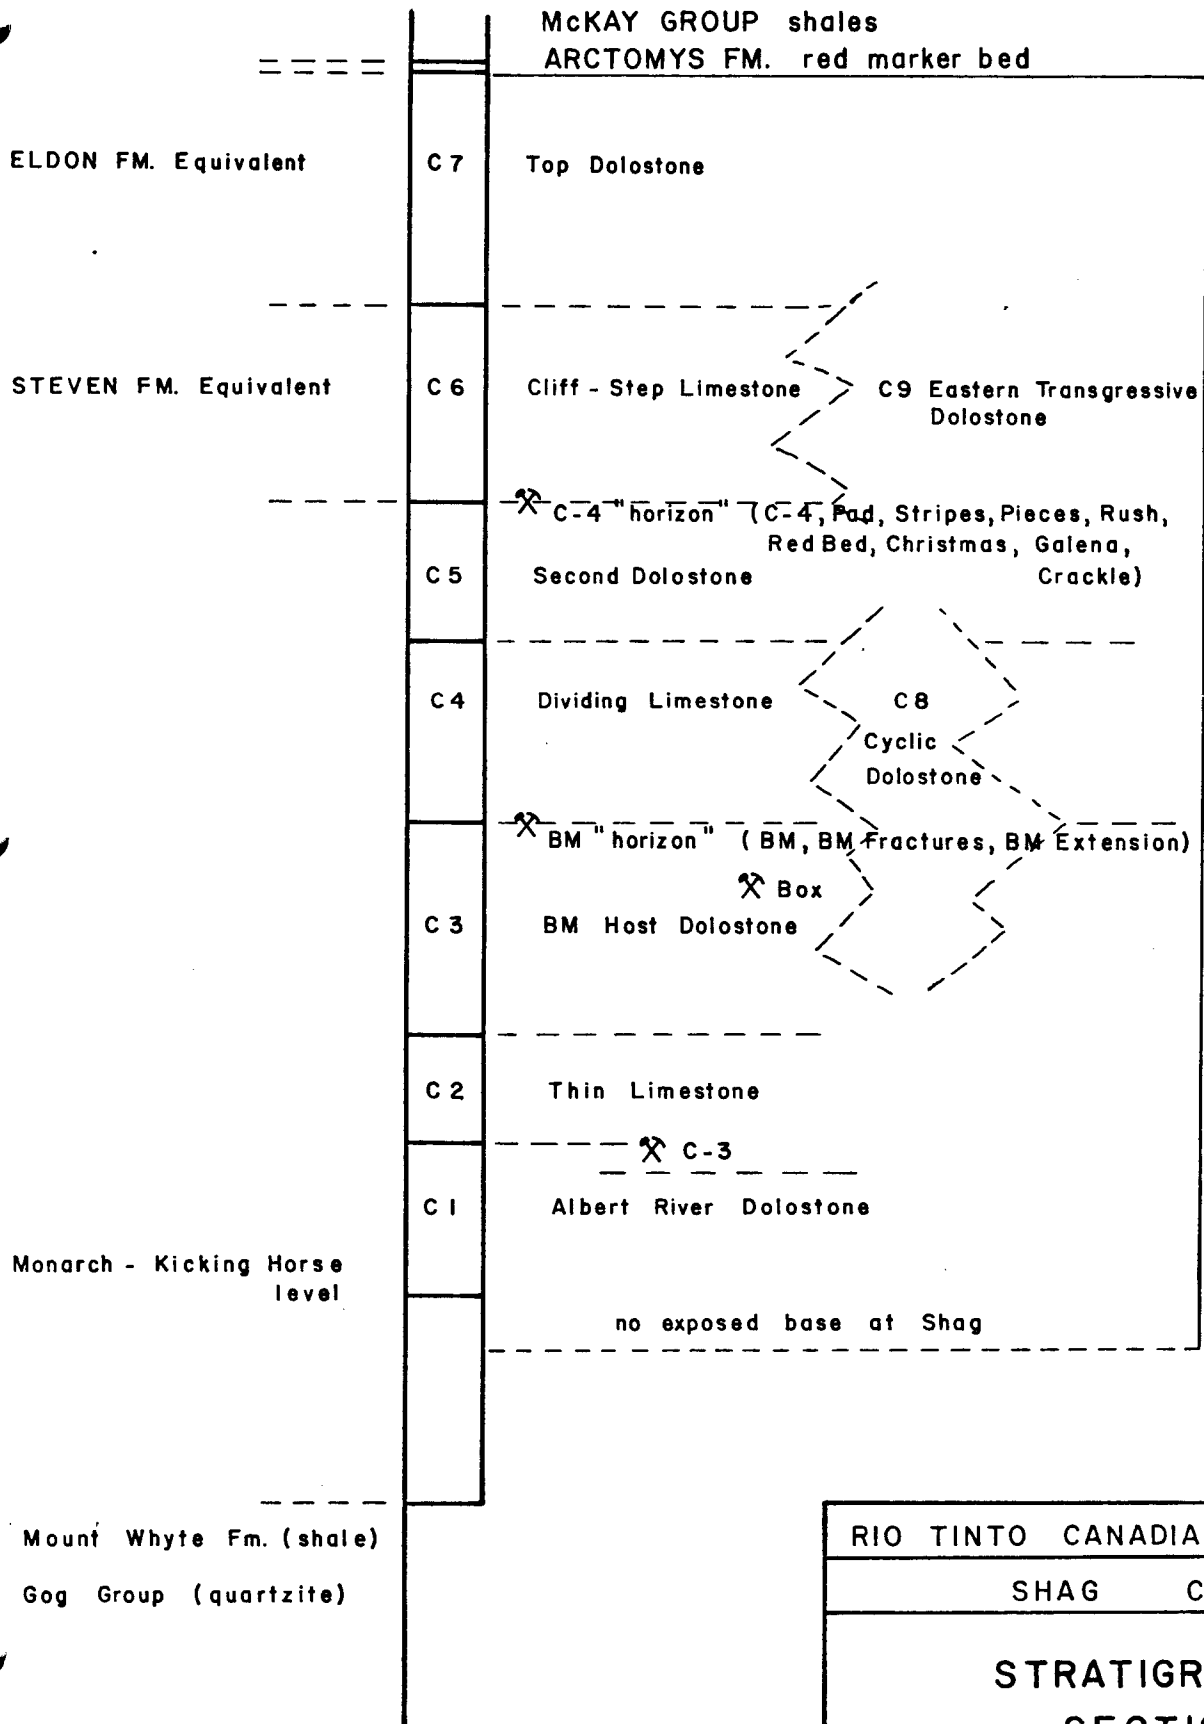 McKAY GROUP shales
ARCTOMYS FM. red marker bed
ELDON FM. Equivalent
C7
Top Dolostone
STEVEN FM. Equivalent
C6
Cliff - Step Limestone
C9 Eastern Transgressive
Dolostone
C-4 "horizon" (C-4, Pad, Stripes, Pieces, Rush,
Red Bed, Christmas, Galena,
Crackle)
C5
Second Dolostone
C4
Dividing Limestone
C8
Cyclic
Dolostone
BM "horizon" (BM, BM Fractures, BM Extension)
Box
C3
BM Host Dolostone
C2
Thin Limestone
C-3
C1
Albert River Dolostone
Monarch - Kicking Horse
level
no exposed base at Shag
Mount Whyte Fm. (shale)
Gog Group (quartzite)
RIO TINTO CANADIA
SHAG C
STRATIGR
SECTI